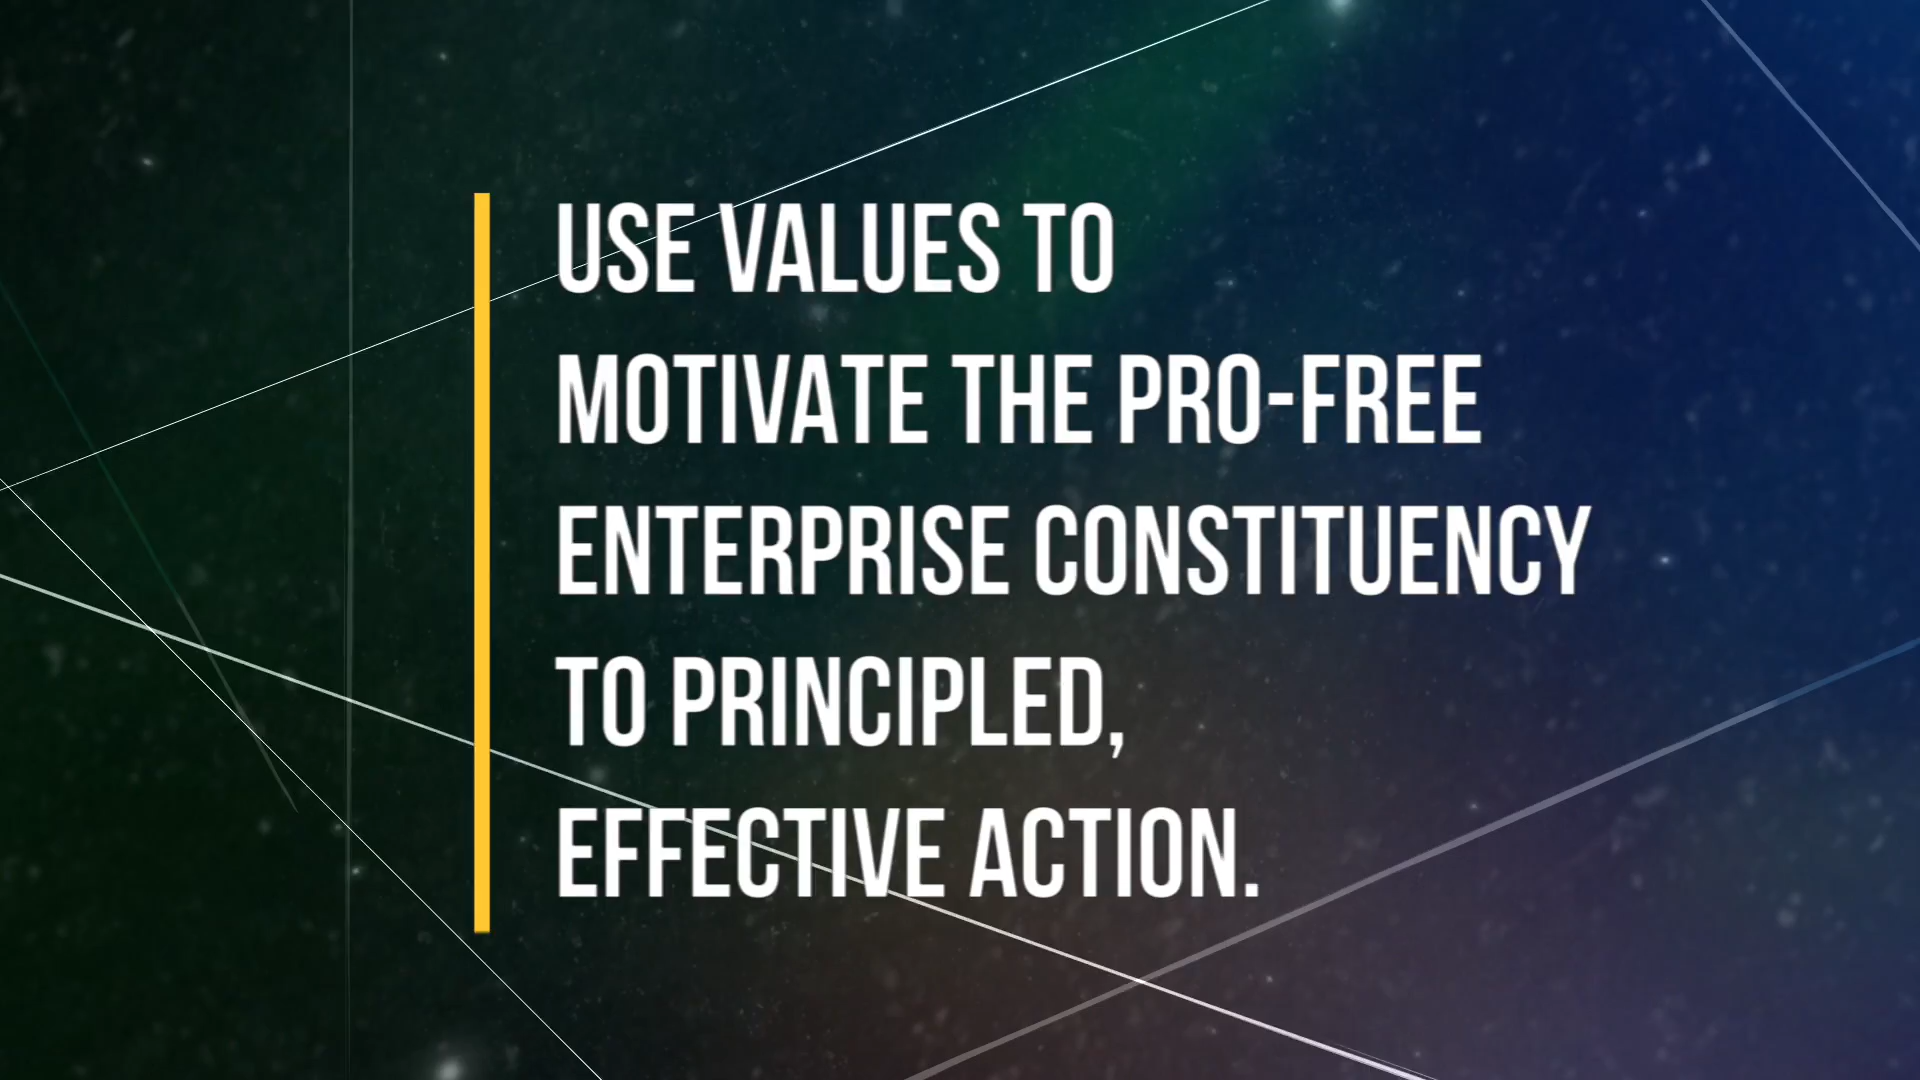 USE VALUES TO
MOTIVATE THE PRO-FREE
ENTERPRISE CONSTITUENCY
TO PRINCIPLED,
EFFECTIVE ACTION.